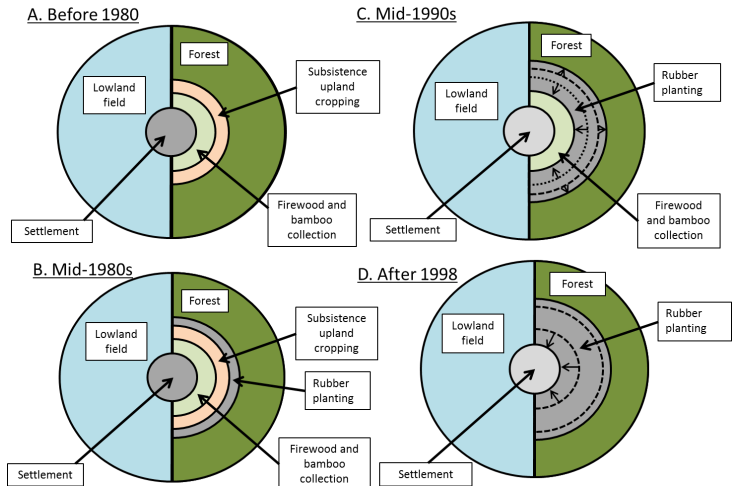 A. Before 1980
Forest
Lowland
field
Subsistence
upland
cropping
Firewood and
bamboo
collection
Settlement
B. Mid-1980s
Forest
Lowland
field
Subsistence
upland
cropping
Rubber
planting
Firewood and
bamboo
collection
Settlement
C. Mid-1990s
Forest
Lowland
field
Rubber
planting
Firewood
and bamboo
collection
Settlement
D. After 1998
Forest
Lowland
field
Rubber
planting
Settlement